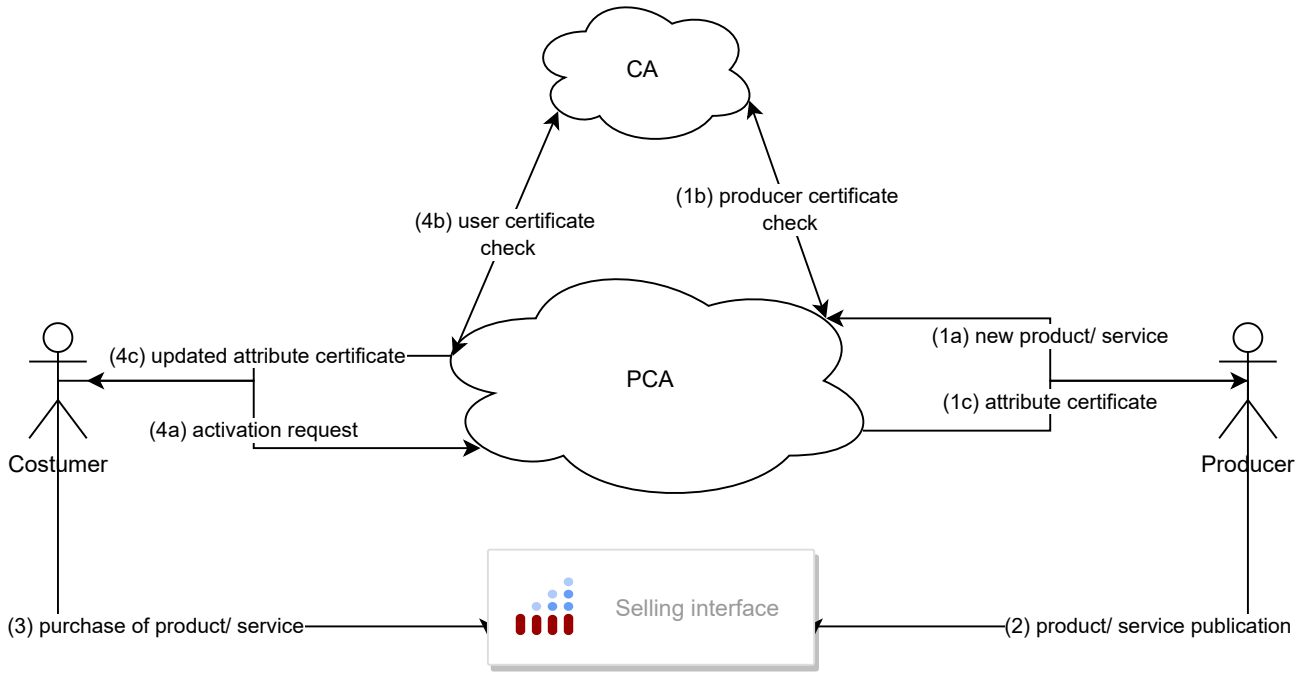 CA
(1b) producer certificate
check
(4b) user certificate
check
(1a) new product/ service
(4c) updated attribute certificate
PCA
(1c) attribute certificate
(4a) activation request
Costumer
Producer
Selling interface
(3) purchase of product/ service
(2) product/ service publication